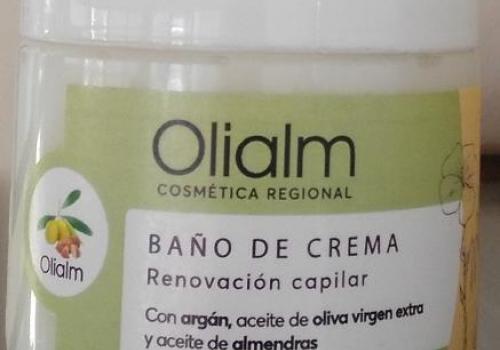 Olialm
COSMÉTICA REGIONAL
Olialm
BAÑO DE CREMA
Renovación capilar
Con argán, aceite de oliva virgen extra
y aceite de almendras